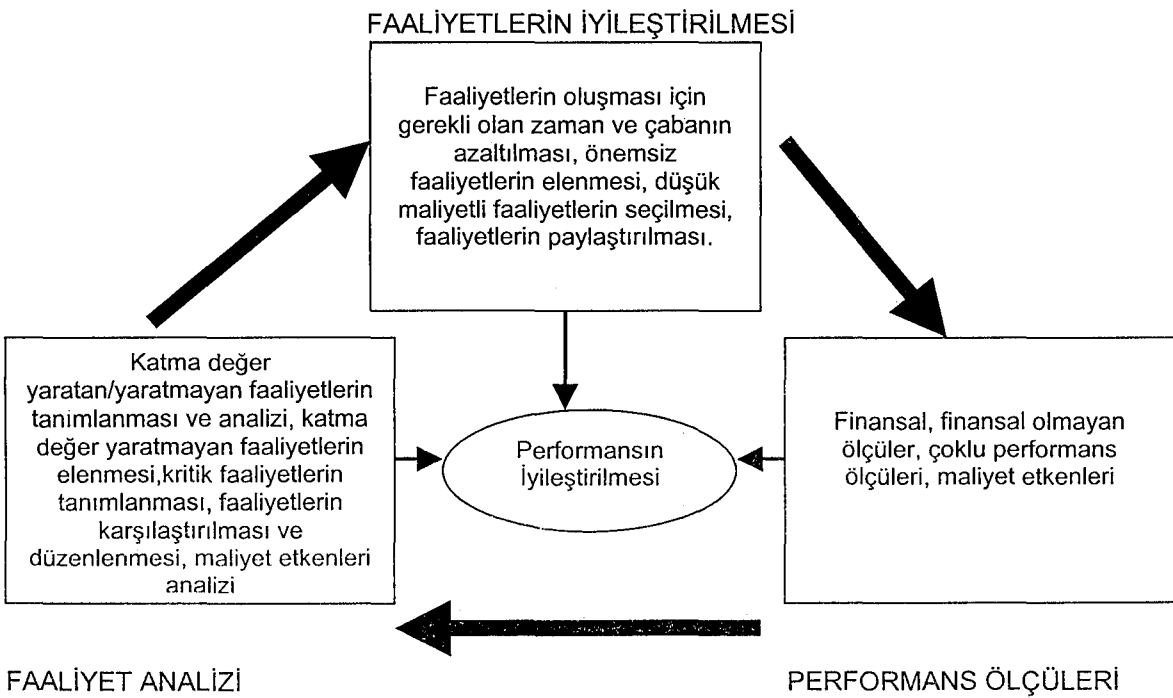 FAALİYETLERİN İYİLEŞTİRİLMESİ
Faaliyetlerin oluşması için
gerekli olan zaman ve çabanın
azaltılması, önemsiz
faaliyetlerin elenmesi, düşük
maliyetli faaliyetlerin seçilmesi,
faaliyetlerin paylaştırılması.
Katma değer
yaratan/yaratmayan faaliyetlerin
tanımlanması ve analizi, katma
değer yaratmayan faaliyetlerin
elenmesi,kritik faaliyetlerin
tanımlanması, faaliyetlerin
karşılaştırılması ve
düzenlenmesi, maliyet etkenleri
analizi
Performansın
İyileştirilmesi
Finansal, finansal olmayan
ölçüler, çoklu performans
ölçüleri, maliyet etkenleri
FAALİYET ANALİZİ
PERFORMANS ÖLÇÜLERİ